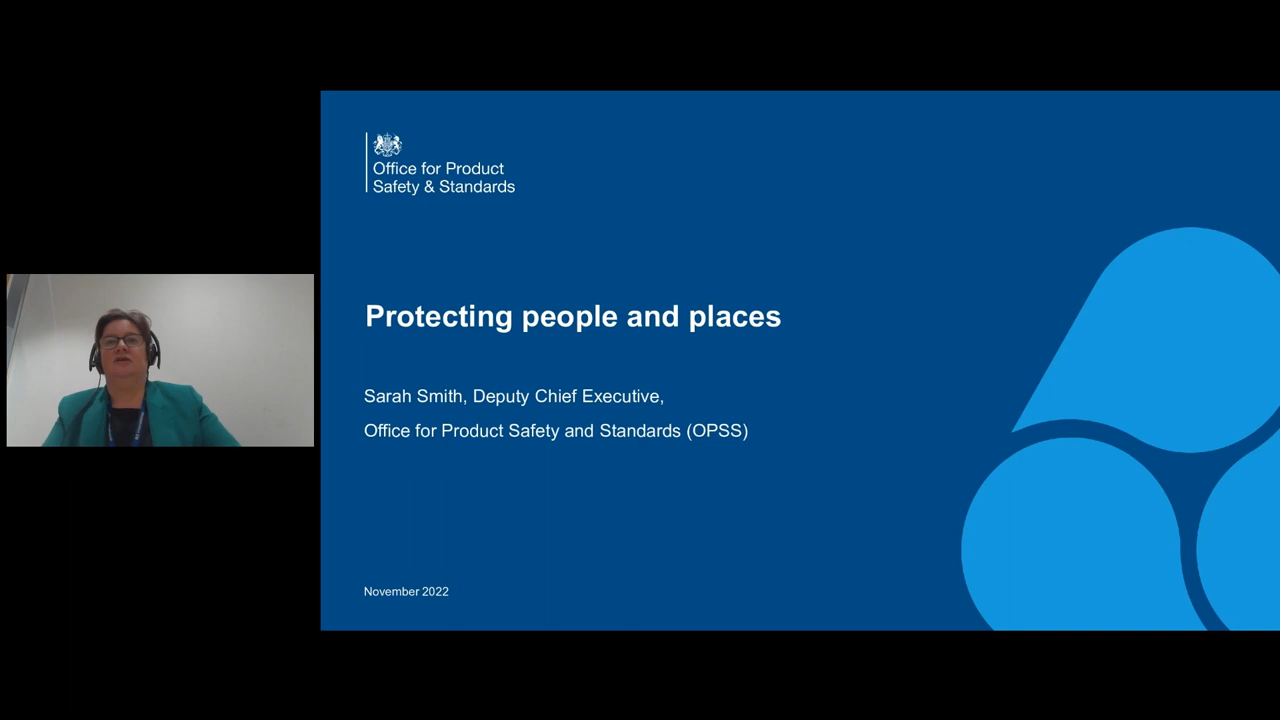 Office for Product
Safety & Standards
Protecting people and places
Sarah Smith, Deputy Chief Executive,
Office for Product Safety and Standards (OPSS)
November 2022